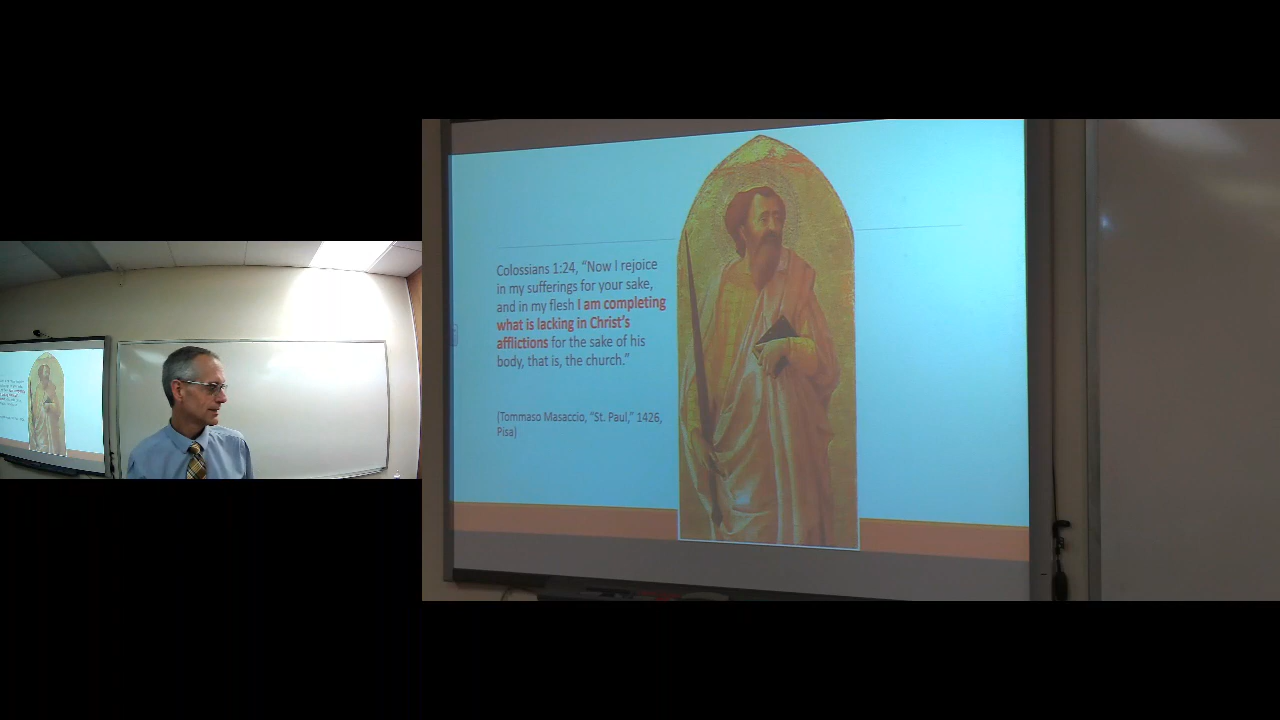 Colossians 1:24, “Now I rejoice
in my sufferings for your sake,
and in my flesh I am completing
what is lacking in Christ’s
afflictions for the sake of his
body, that is, the church.”
(Tommaso Masaccio, “St. Paul,” 1426,
Pisa)